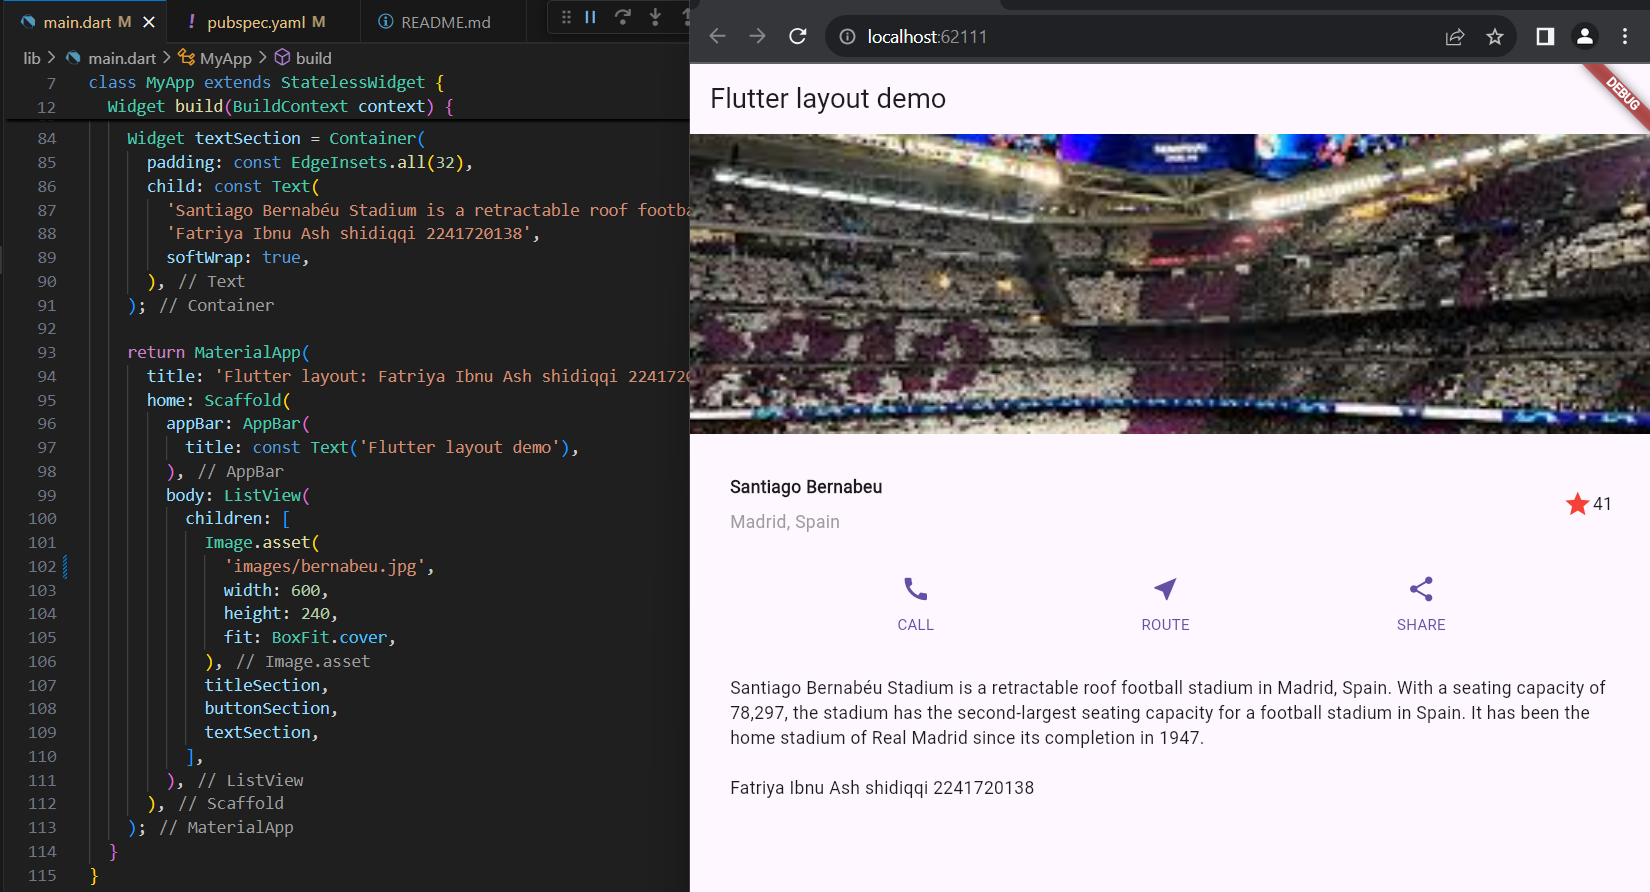 main.dart M
pubspec.yaml M
README.md
lib > main.dart > MyApp > build
7 class MyApp extends StatelessWidget {
12 Widget build(BuildContext context) {
84 Widget textSection = Container(
85 padding: const EdgeInsets.all(32),
86 child: const Text(
87 'Santiago Bernabéu Stadium is a retractable roof footba
88 'Fatriya Ibnu Ash shidiqqi 2241720138',
89 softWrap: true,
90 ), // Text
91 ); // Container
92
93 return MaterialApp(
94 title: 'Flutter layout: Fatriya Ibnu Ash shidiqqi 224172
95 home: Scaffold(
96 appBar: AppBar(
97 title: const Text('Flutter layout demo'),
98 ), // AppBar
99 body: ListView(
100 children: [
101 Image.asset(
102 'images/bernabeu.jpg',
103 width: 600,
104 height: 240,
105 fit: BoxFit.cover,
106 ), // Image.asset
107 titleSection,
108 buttonSection,
109 textSection,
110 ],
111 ), // ListView
112 ), // Scaffold
113 ); // MaterialApp
114 }
115 }
localhost:62111
Flutter layout demo
DEBUG
Santiago Bernabeu
Madrid, Spain
41
CALL
ROUTE
SHARE
Santiago Bernabéu Stadium is a retractable roof football stadium in Madrid, Spain. With a seating capacity of
78,297, the stadium has the second-largest seating capacity for a football stadium in Spain. It has been the
home stadium of Real Madrid since its completion in 1947.
Fatriya Ibnu Ash shidiqqi 2241720138